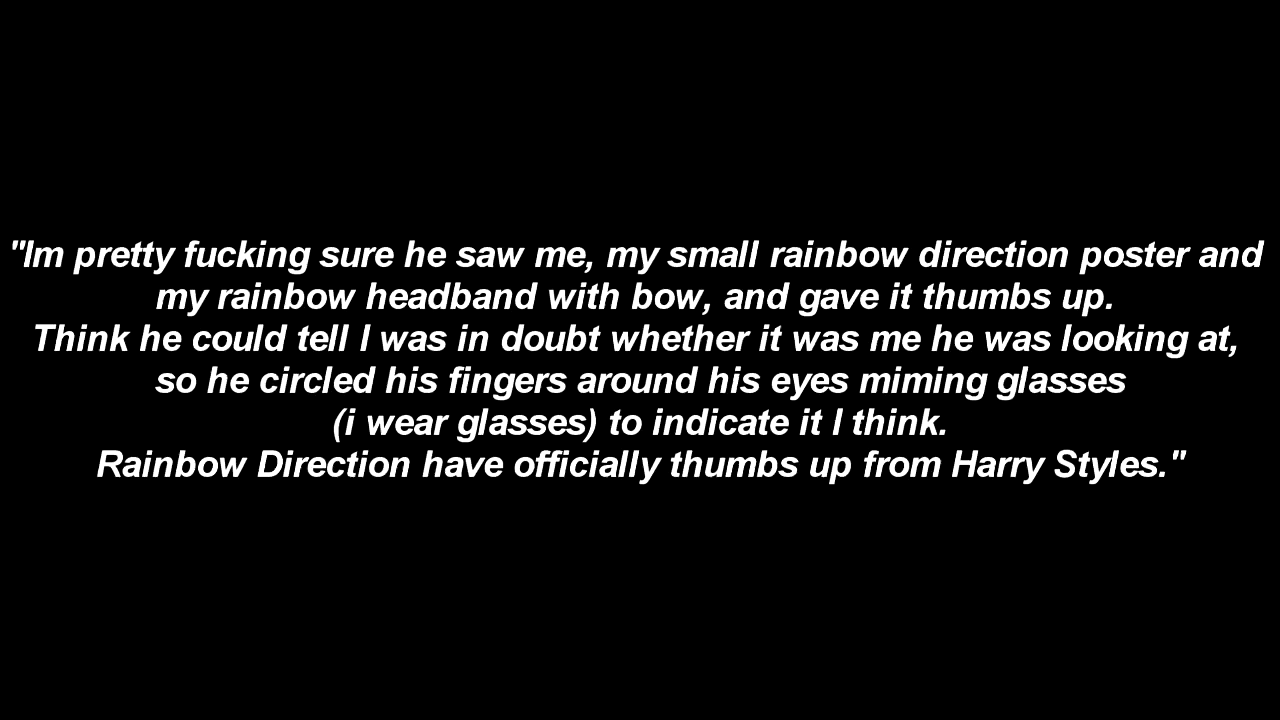 "Im pretty fucking sure he saw me, my small rainbow direction poster and
my rainbow headband with bow, and gave it thumbs up.
Think he could tell I was in doubt whether it was me he was looking at,
so he circled his fingers around his eyes miming glasses
(i wear glasses) to indicate it I think.
Rainbow Direction have officially thumbs up from Harry Styles."